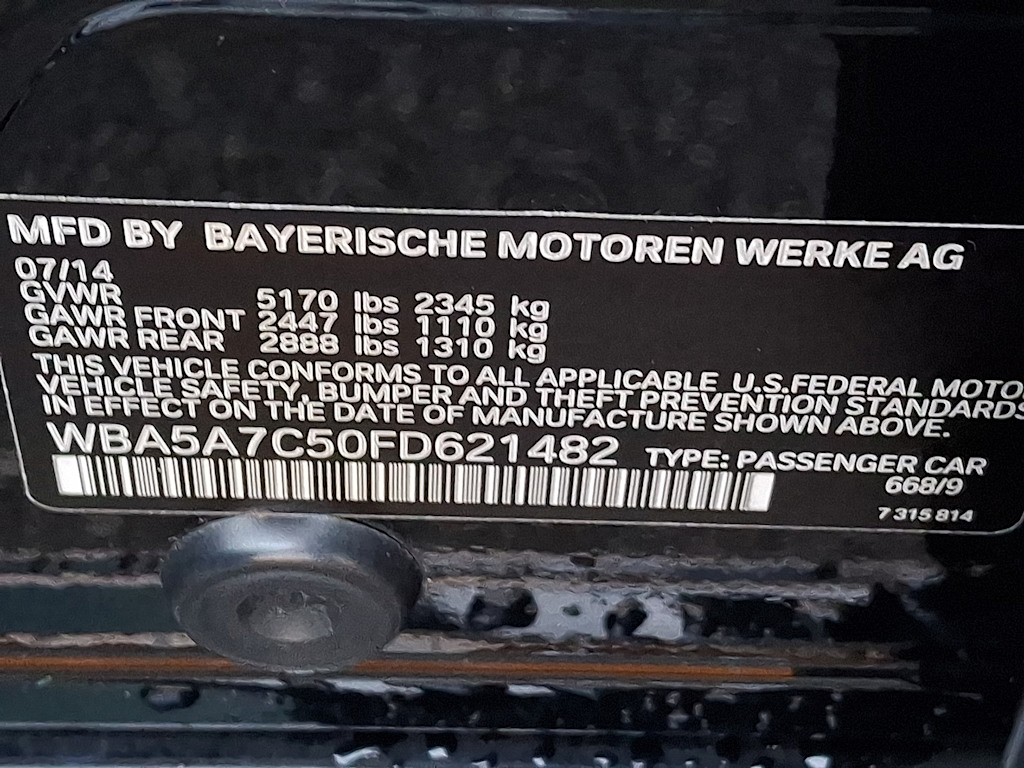 MFD BY BAYERISCHE MOTOREN WERKE AG
07/14
GVWR 5170 lbs 2345 kg
GAWR FRONT 2447 lbs 1110 kg
GAWR REAR 2888 lbs 1310 kg
THIS VEHICLE CONFORMS TO ALL APPLICABLE U.S.FEDERAL MOTO
VEHICLE SAFETY, BUMPER AND THEFT PREVENTION STANDARDS
IN EFFECT ON THE DATE OF MANUFACTURE SHOWN ABOVE.
WBA5A7C50FD621482 TYPE: PASSENGER CAR
668/9
7 315 814